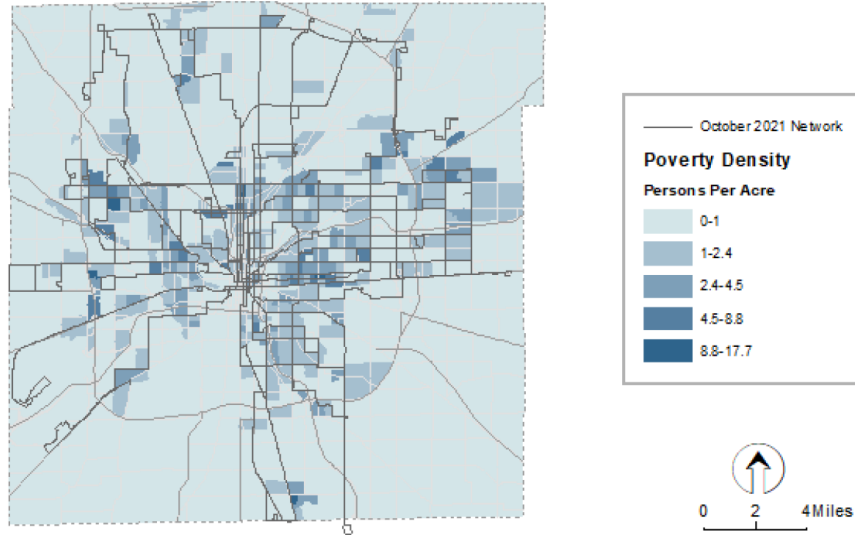 October 2021 Network
Poverty Density
Persons Per Acre
0-1
1-2.4
2.4-4.5
4.5-8.8
8.8-17.7
0 2 4 Miles